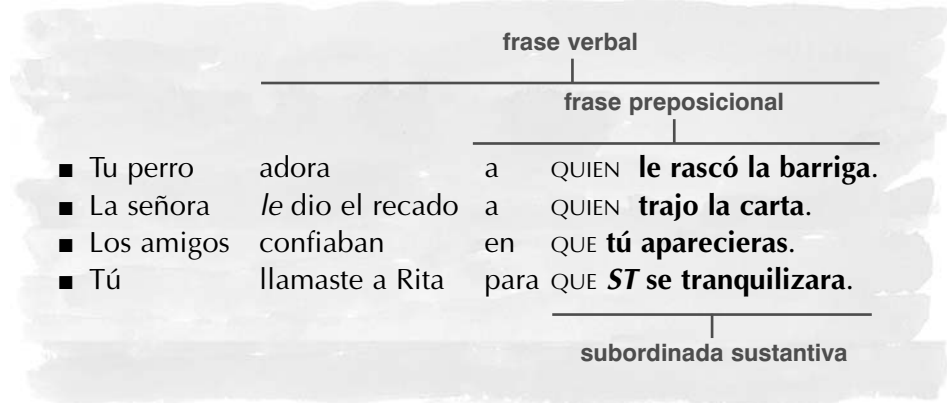 frase verbal
frase preposicional
■ Tu perro adora a QUIEN le rascó la barriga.
■ La señora le dio el recado a QUIEN trajo la carta.
■ Los amigos confiaban en QUE tú aparecieras.
■ Tú llamaste a Rita para QUE ST se tranquilizara.
subordinada sustantiva